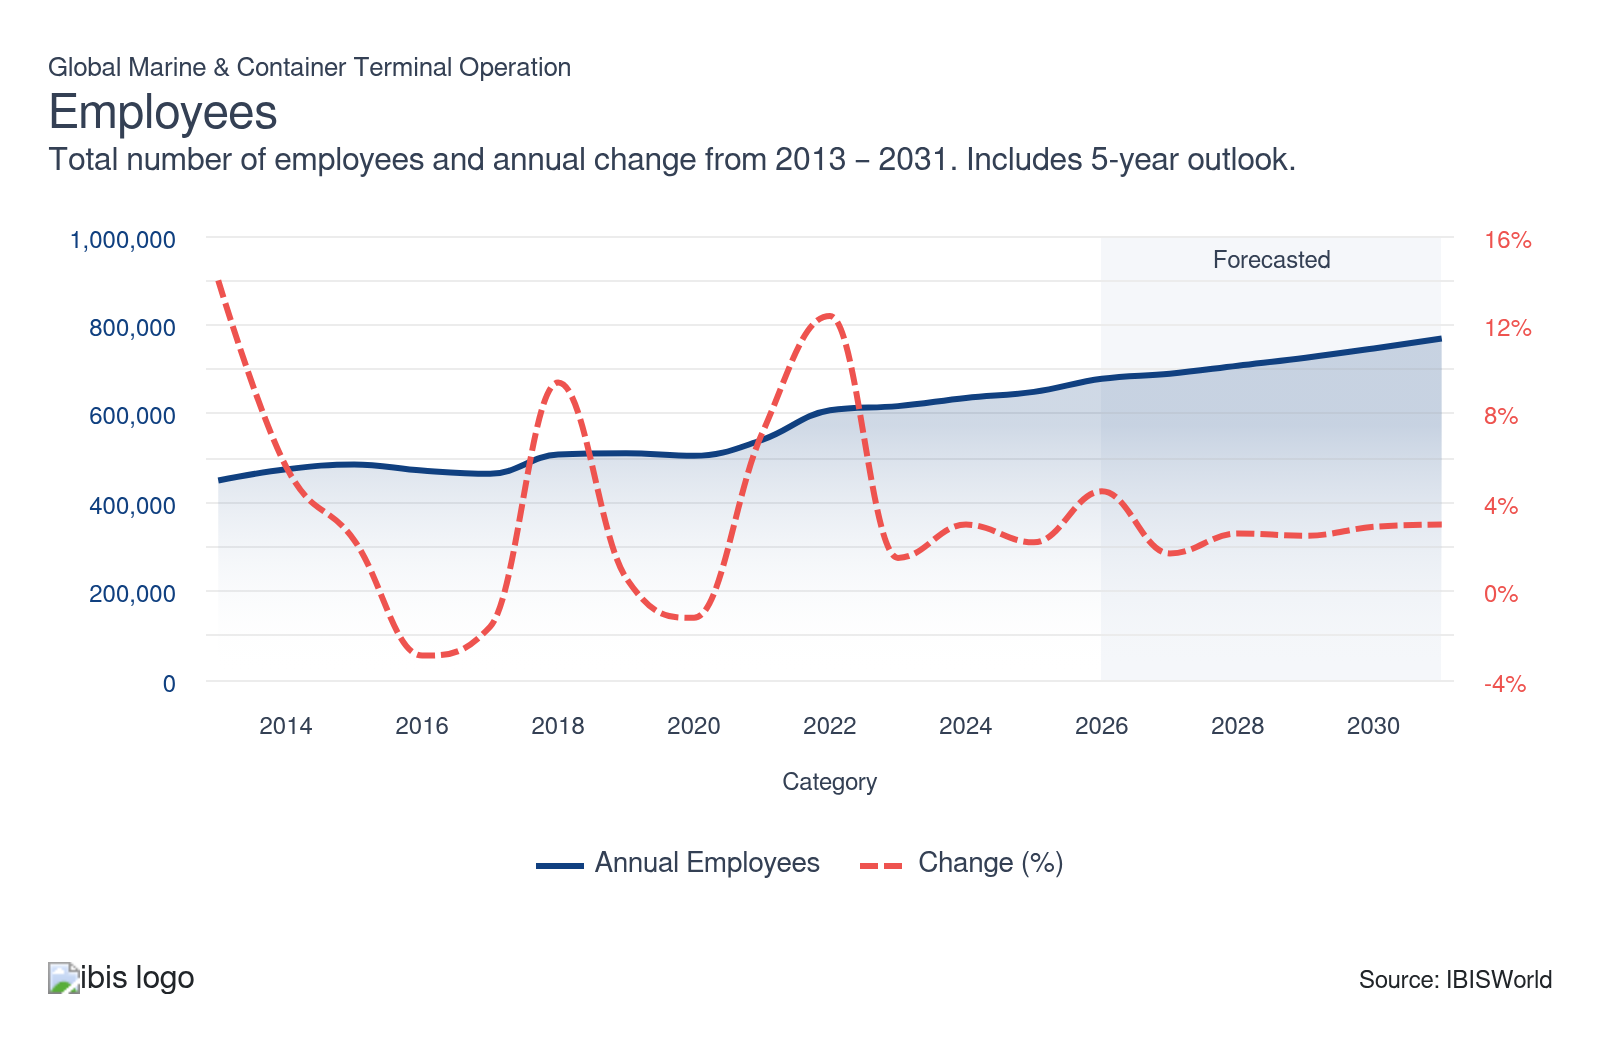 Global Marine & Container Terminal Operation
Employees
Total number of employees and annual change from 2013 – 2031. Includes 5-year outlook.
1,000,000
16%
Forecasted
800,000
12%
600,000
8%
400,000
4%
200,000
0%
0
-4%
2014 2016 2018 2020 2022 2024 2026 2028 2030
Category
Annual Employees Change (%)
ibis logo
Source: IBISWorld